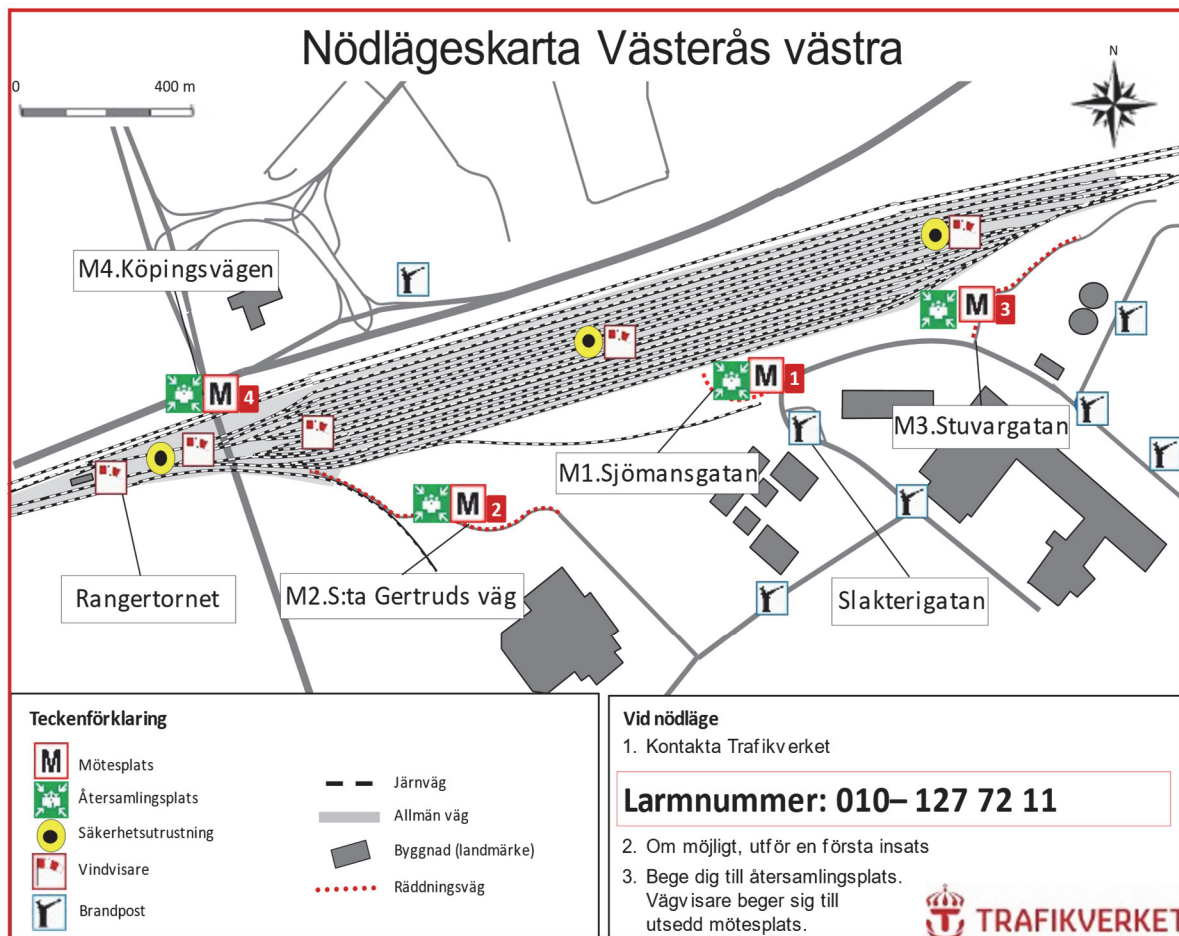 Nödlägeskarta Västerås västra
N
0 400 m
M4.Köpingsvägen
M 4
M 3
M 1
M3.Stuvargatan
M1.Sjömansgatan
M 2
Rangertornet
M2.S:ta Gertruds väg
Slakterigatan
Teckenförklaring
M Mötesplats
Återsamlingsplats
Säkerhetsutrustning
Vindvisare
Brandpost
Järnväg
Allmän väg
Byggnad (landmärke)
Räddningsväg
Vid nödläge
1. Kontakta Trafikverket
Larmnummer: 010– 127 72 11
2. Om möjligt, utför en första insats
3. Bege dig till återsamlingsplats.
Vägvisare beger sig till
utsedd mötesplats.
TRAFIKVERKET